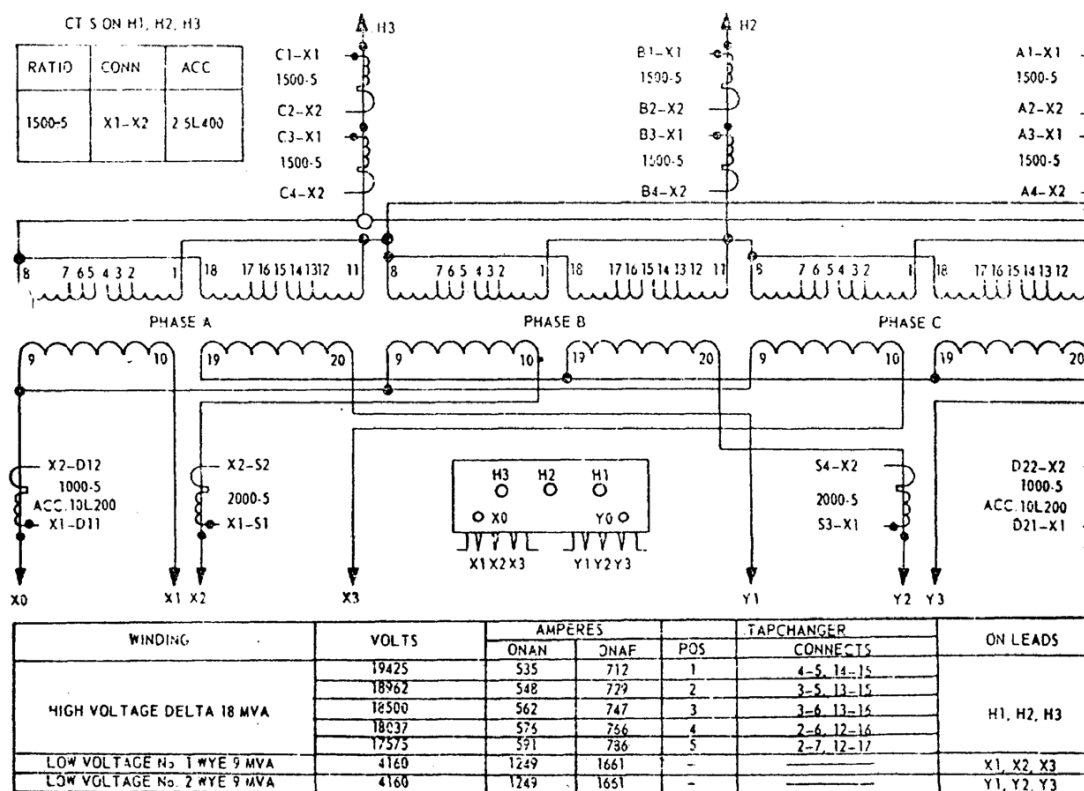 CT S ON H1, H2, H3
RATIO CONN ACC
1500-5 X1-X2 2 5L400
H3
C1-X1
1500-5
C2-X2
C3-X1
1500-5
C4-X2
H2
B1-X1
1500-5
B2-X2
B3-X1
1500-5
B4-X2
A1-X1
1500-5
A2-X2
A3-X1
1500-5
A4-X2
8 7 6 5 4 3 2 1 18 17 16 15 14 13 12 11 8 7 6 5 4 3 2 1 18 17 16 15 14 13 12 11 8 7 6 5 4 3 2 1 18 17 16 15 14 13 12
PHASE A PHASE B PHASE C
9 10 19 20 9 10 19 20 9 10 19 20
X2-D12
1000-5
ACC.10L200
X1-D11
X2-S2
2000-5
X1-S1
H3 H2 H1
X0 Y0
X1 X2 X3 Y1 Y2 Y3
S4-X2
2000-5
S3-X1
D22-X2
1000-5
ACC.10L200
D21-X1
X0 X1 X2 X3 Y1 Y2 Y3
WINDING VOLTS AMPERES TAPCHANGER ON LEADS
ONAN ONAF POS CONNECTS
HIGH VOLTAGE DELTA 18 MVA H1, H2, H3
19425 535 712 1 4-5, 14-15
18962 548 729 2 3-5, 13-15
18500 562 747 3 3-6, 13-16
18037 575 766 4 2-6, 12-16
17575 591 786 5 2-7, 12-17
LOW VOLTAGE No. 1 WYE 9 MVA 4160 1249 1661 - X1, X2, X3
LOW VOLTAGE No. 2 WYE 9 MVA 4160 1249 1661 - Y1, Y2, Y3